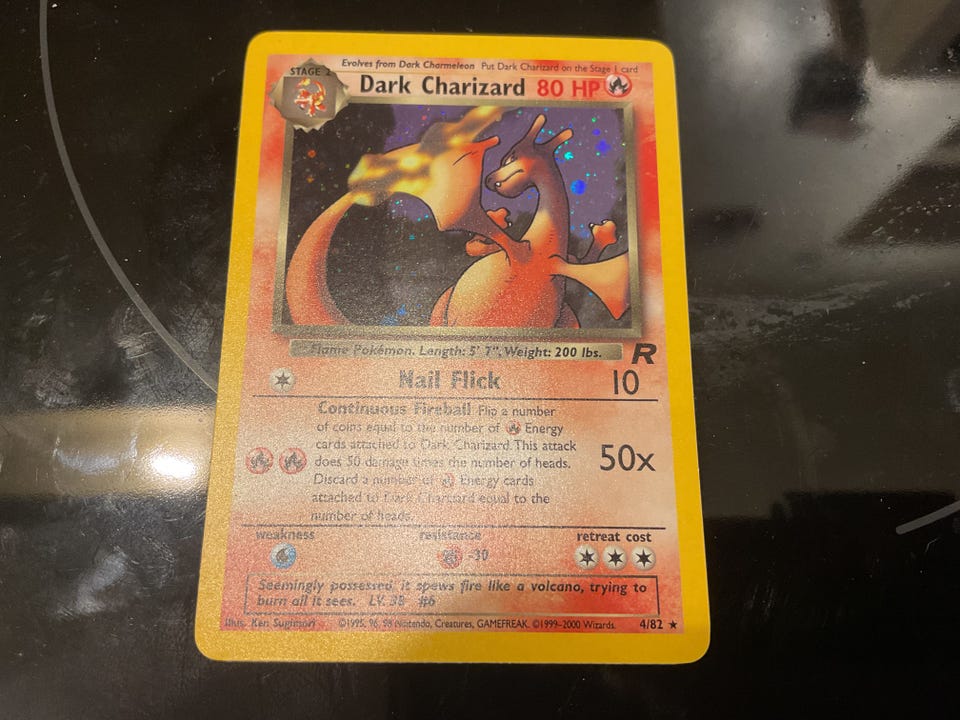 Evolves from Dark Charmeleon Put Dark Charizard on the Stage 1 card
STAGE 2
Dark Charizard 80 HP
Flame Pokémon. Length: 5' 7", Weight: 200 lbs.
R
Nail Flick 10
Continuous Fireball Flip a number
of coins equal to the number of Energy
cards attached to Dark Charizard. This attack
does 50 damage times the number of heads.
50x
Discard a number of Energy cards
attached to Dark Charizard equal to the
number of heads.
weakness resistance retreat cost
-30
Seemingly possessed, it spews fire like a volcano, trying to
burn all it sees. LV. 38 #6
Illus. Ken Sugimori ©1995, 96, 98 Nintendo, Creatures, GAMEFREAK. ©1999-2000 Wizards. 4/82 ★